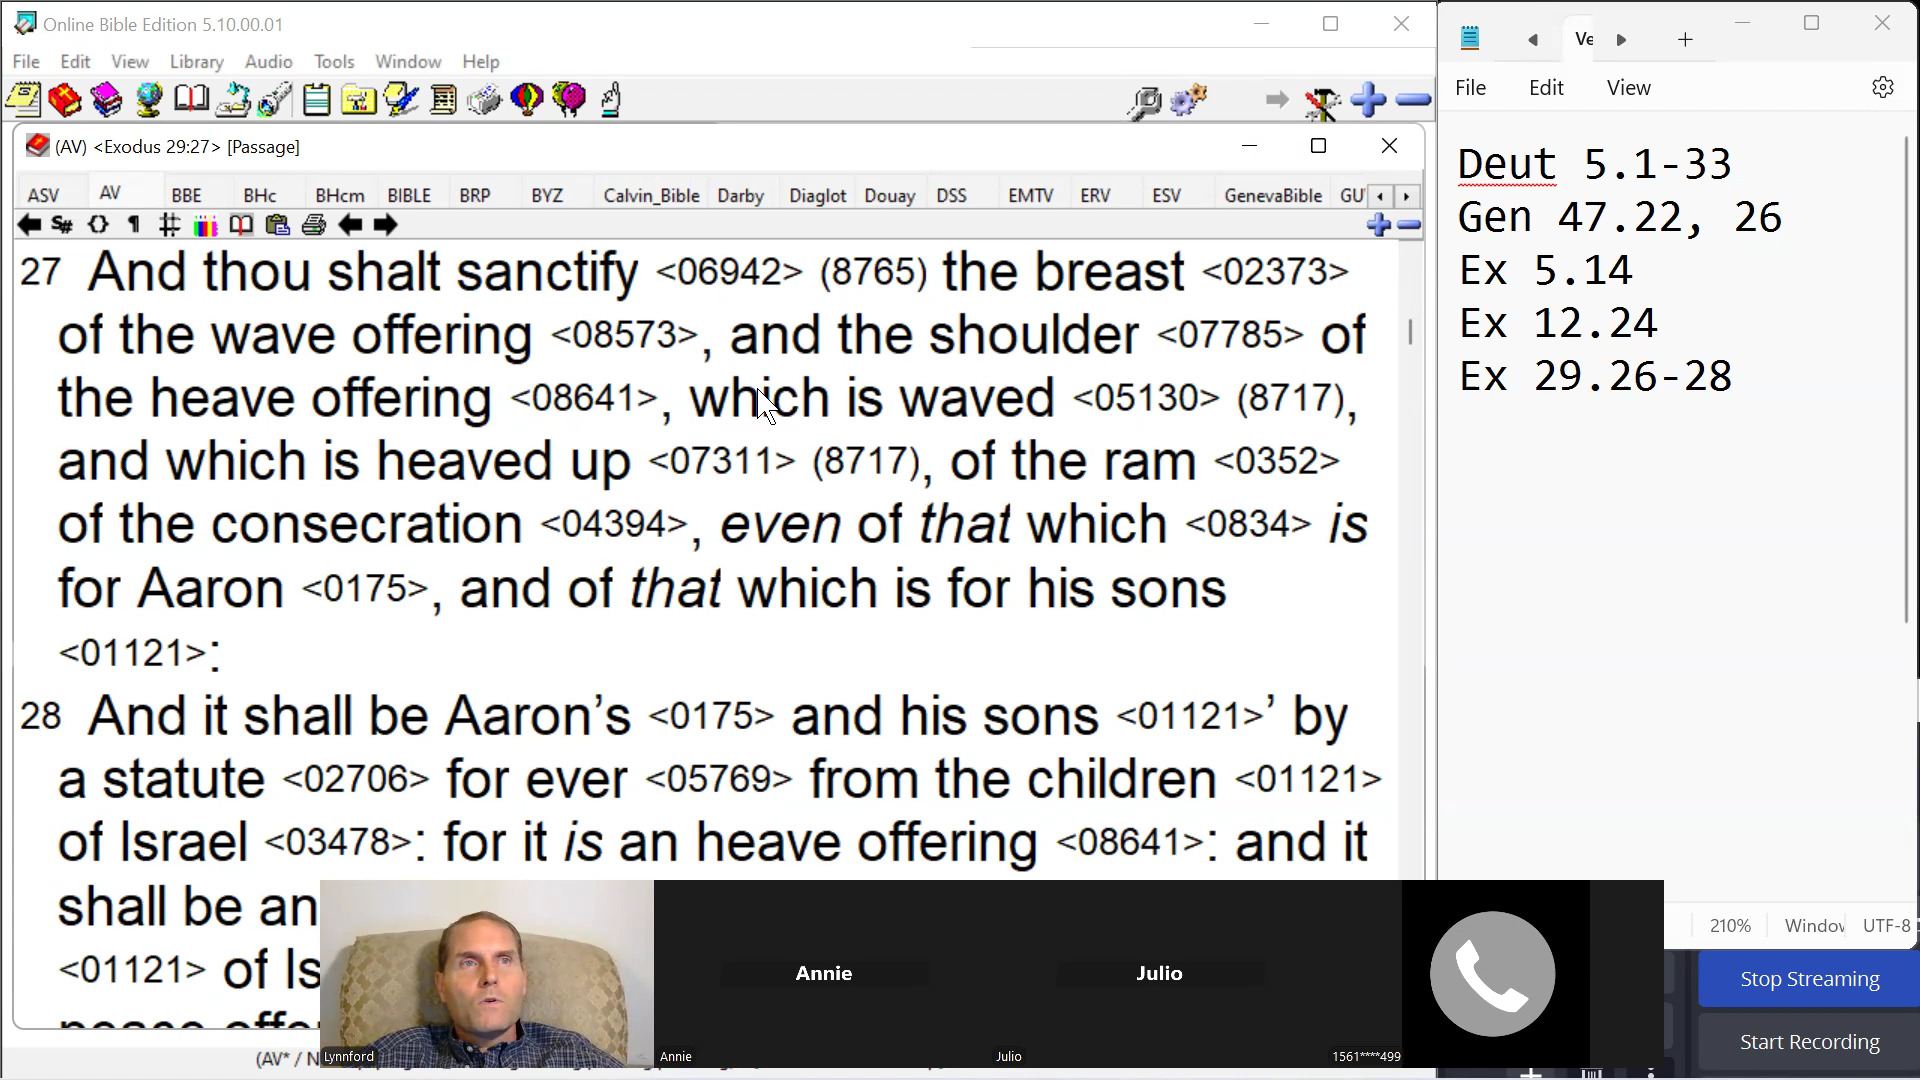 Online Bible Edition 5.10.00.01
File Edit View Library Audio Tools Window Help
(AV) <Exodus 29:27> [Passage]
ASV AV BBE BHc BHcm BIBLE BRP BYZ Calvin_Bible Darby Diaglot Douay DSS EMTV ERV ESV GenevaBible GU
S#
27 And thou shalt sanctify <06942> (8765) the breast <02373>
of the wave offering <08573>, and the shoulder <07785> of
the heave offering <08641>, which is waved <05130> (8717),
and which is heaved up <07311> (8717), of the ram <0352>
of the consecration <04394>, even of that which <0834> is
for Aaron <0175>, and of that which is for his sons
<01121>:
28 And it shall be Aaron’s <0175> and his sons <01121>’ by
a statute <02706> for ever <05769> from the children <01121>
of Israel <03478>: for it is an heave offering <08641>: and it
shall be an
<01121> of Is
(AV* / N
Ve
File Edit View
Deut 5.1-33
Gen 47.22, 26
Ex 5.14
Ex 12.24
Ex 29.26-28
210% Window UTF-8
Stop Streaming
Start Recording
Annie
Julio
Lynnford
Annie
Julio
1561****499